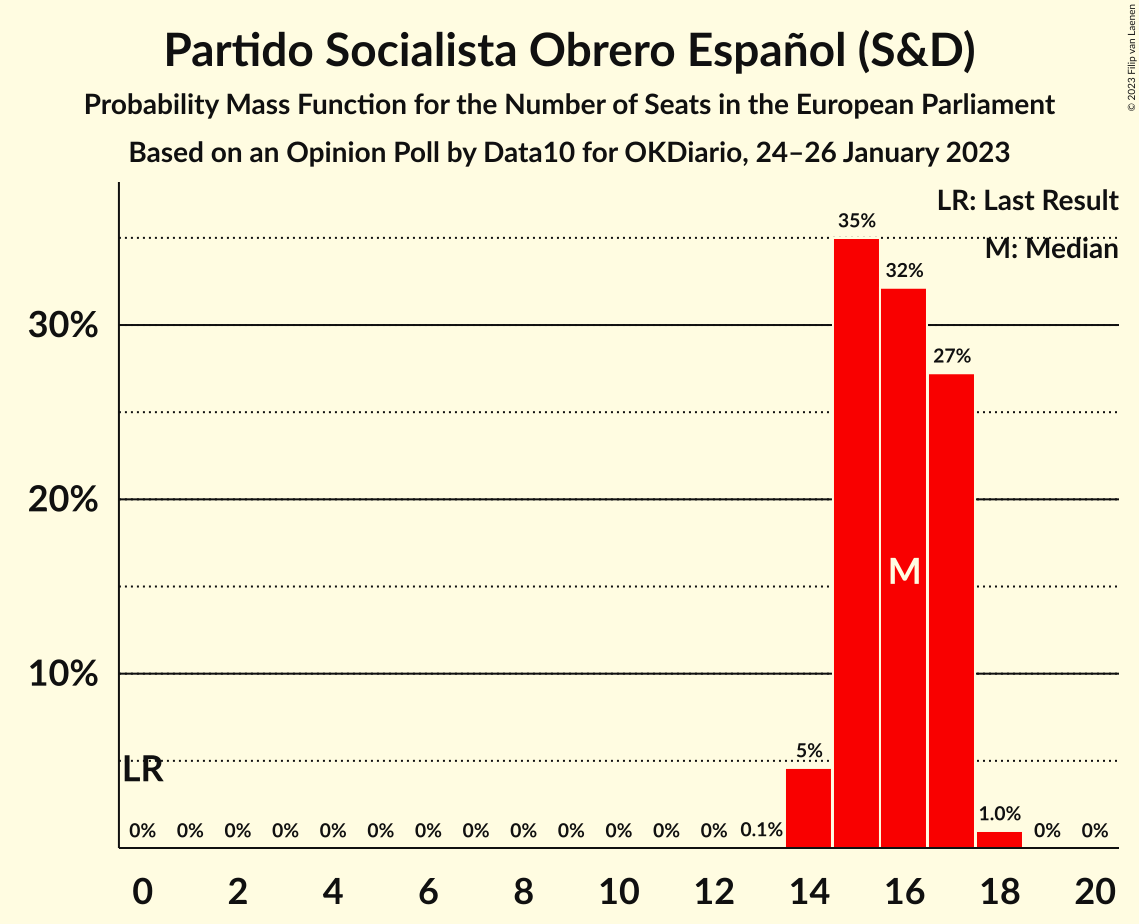 Partido Socialista Obrero Español (S&D)
Probability Mass Function for the Number of Seats in the European Parliament
Based on an Opinion Poll by Data10 for OKDiario, 24–26 January 2023
© 2023 Filip van Laenen
LR: Last Result
M: Median
30%
20%
10%
35%
32%
27%
M
5%
LR
0% 0% 0% 0% 0% 0% 0% 0% 0% 0% 0% 0% 0% 0.1% 1.0% 0% 0%
0 2 4 6 8 10 12 14 16 18 20